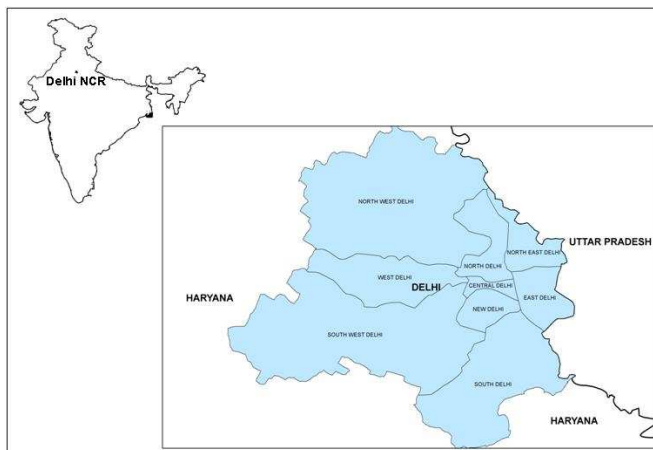 Delhi NCR
NORTH WEST DELHI
UTTAR PRADESH
NORTH EAST DELHI
NORTH DELHI
WEST DELHI
DELHI
CENTRAL DELHI
HARYANA
EAST DELHI
NEW DELHI
SOUTH WEST DELHI
SOUTH DELHI
HARYANA